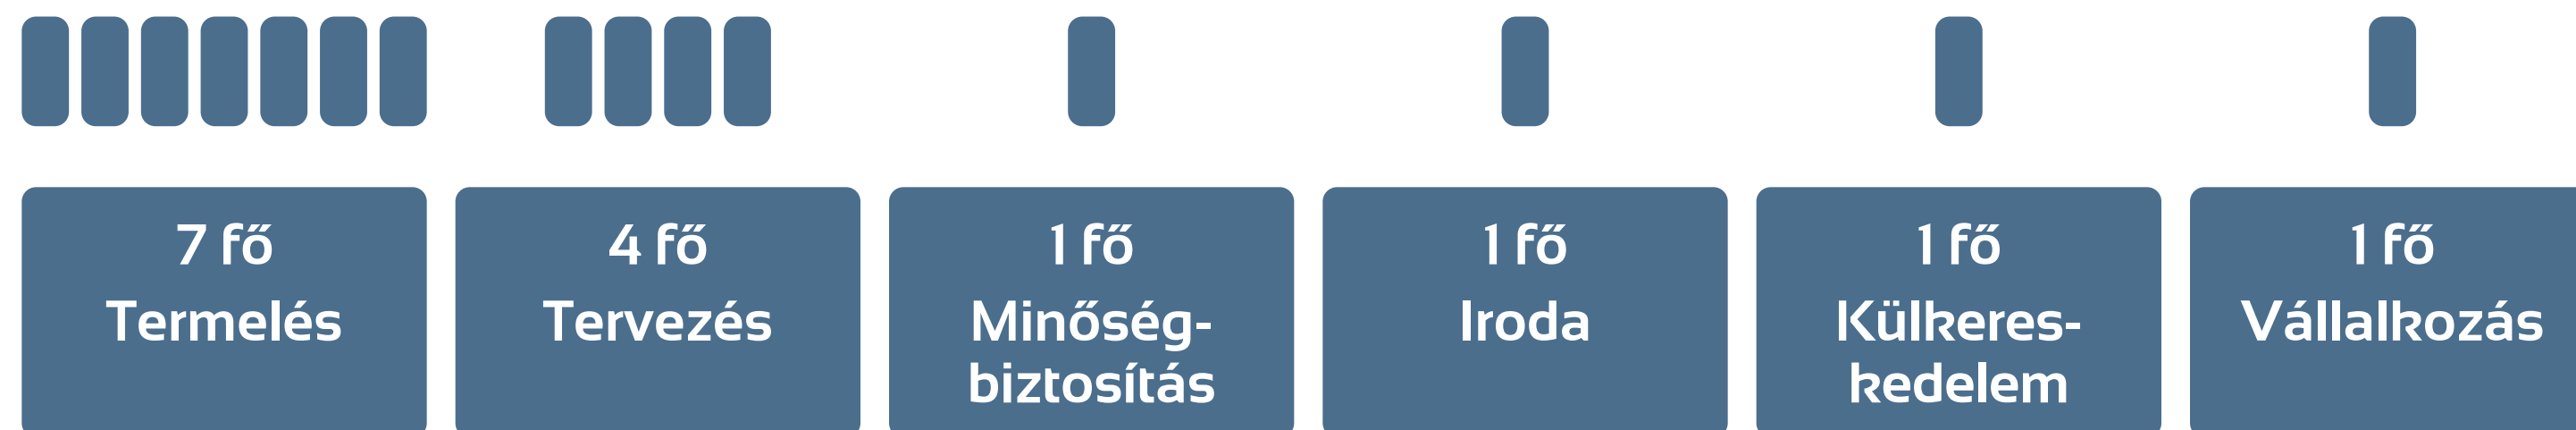 7 fő
Termelés
4 fő
Tervezés
1 fő
Minőség-
biztosítás
1 fő
Iroda
1 fő
Külkeres-
kedelem
1 fő
Vállalkozás